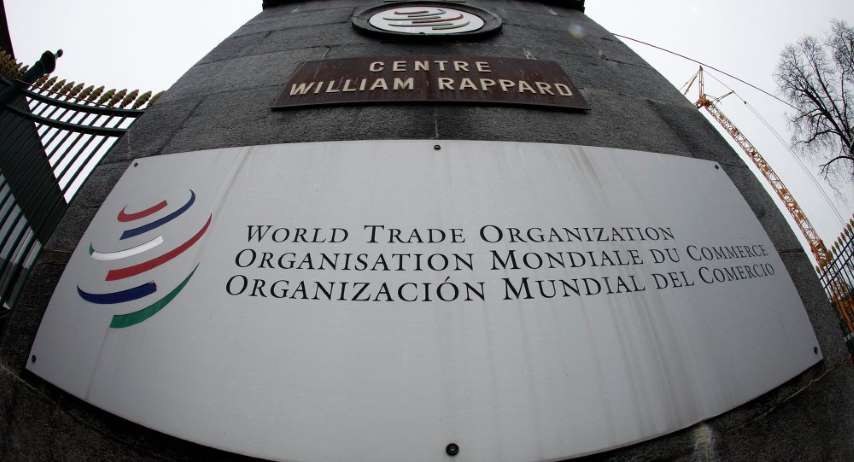 CENTRE
WILLIAM RAPPARD
WORLD TRADE ORGANIZATION
ORGANISATION MONDIALE DU COMMERCE
ORGANIZACIÓN MUNDIAL DEL COMERCIO